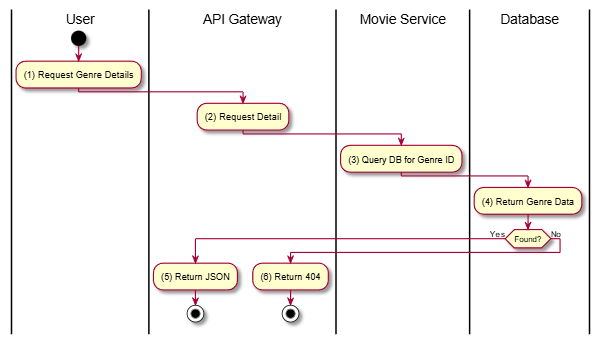 User
API Gateway
Movie Service
Database
(1) Request Genre Details
(2) Request Detail
(3) Query DB for Genre ID
(4) Return Genre Data
Yes
Found?
No
(5) Return JSON
(6) Return 404